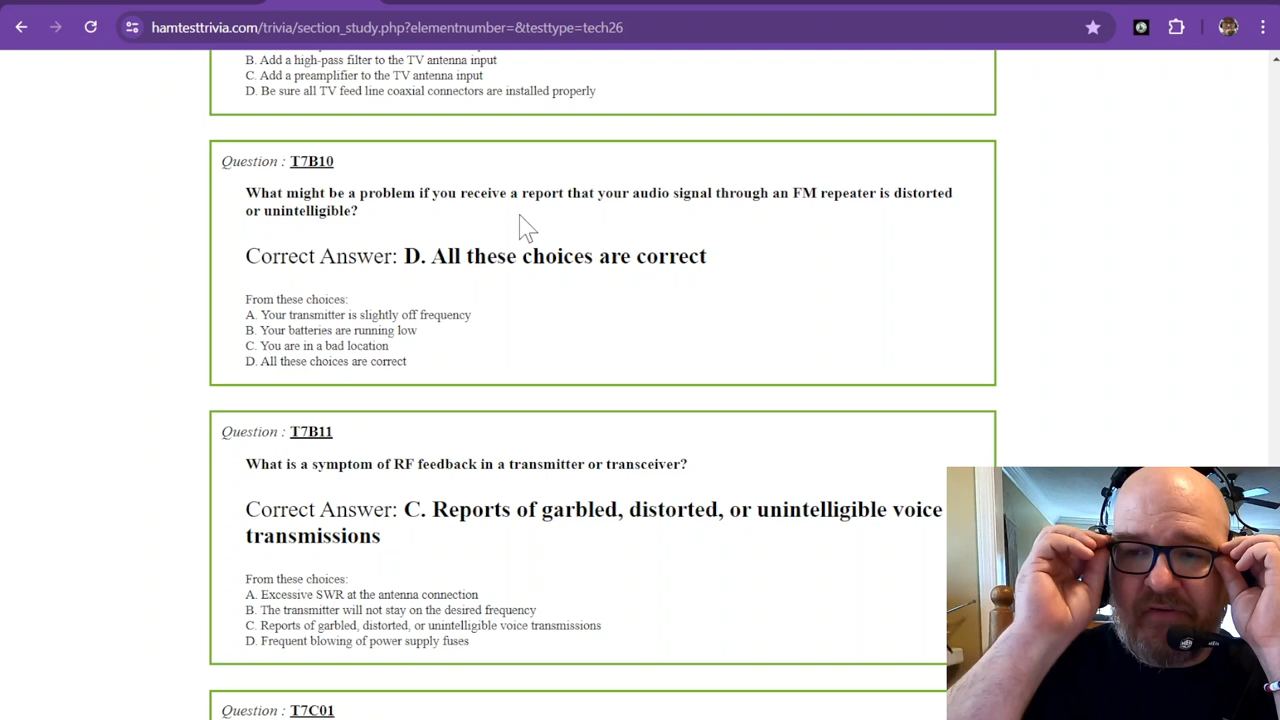 hamtesttrivia.com/trivia/section_study.php?elementnumber=&testtype=tech26
B. Add a high-pass filter to the TV antenna input
C. Add a preamplifier to the TV antenna input
D. Be sure all TV feed line coaxial connectors are installed properly
Question : T7B10
What might be a problem if you receive a report that your audio signal through an FM repeater is distorted
or unintelligible?
Correct Answer: D. All these choices are correct
From these choices:
A. Your transmitter is slightly off frequency
B. Your batteries are running low
C. You are in a bad location
D. All these choices are correct
Question : T7B11
What is a symptom of RF feedback in a transmitter or transceiver?
Correct Answer: C. Reports of garbled, distorted, or unintelligible voice
transmissions
From these choices:
A. Excessive SWR at the antenna connection
B. The transmitter will not stay on the desired frequency
C. Reports of garbled, distorted, or unintelligible voice transmissions
D. Frequent blowing of power supply fuses
Question : T7C01